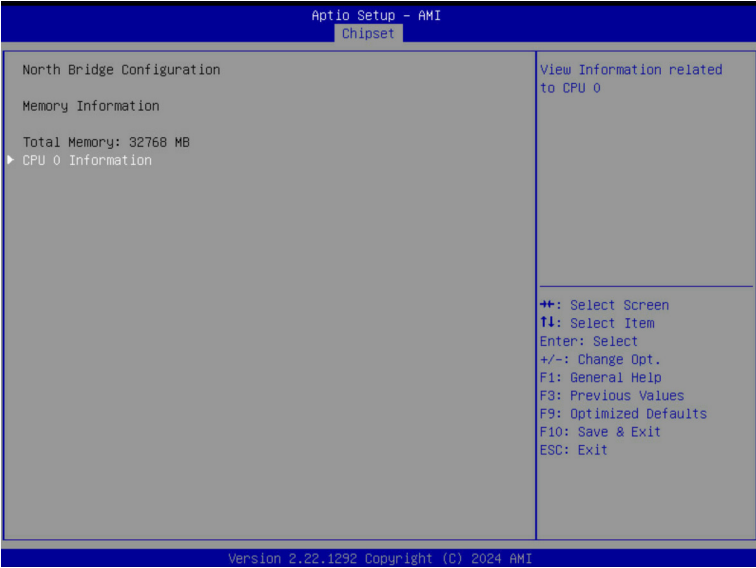 Aptio Setup – AMI
Chipset
North Bridge Configuration
Memory Information
Total Memory: 32768 MB
CPU 0 Information
View Information related
to CPU 0
→←: Select Screen
↑↓: Select Item
Enter: Select
+/-: Change Opt.
F1: General Help
F3: Previous Values
F9: Optimized Defaults
F10: Save & Exit
ESC: Exit
Version 2.22.1292 Copyright (C) 2024 AMI